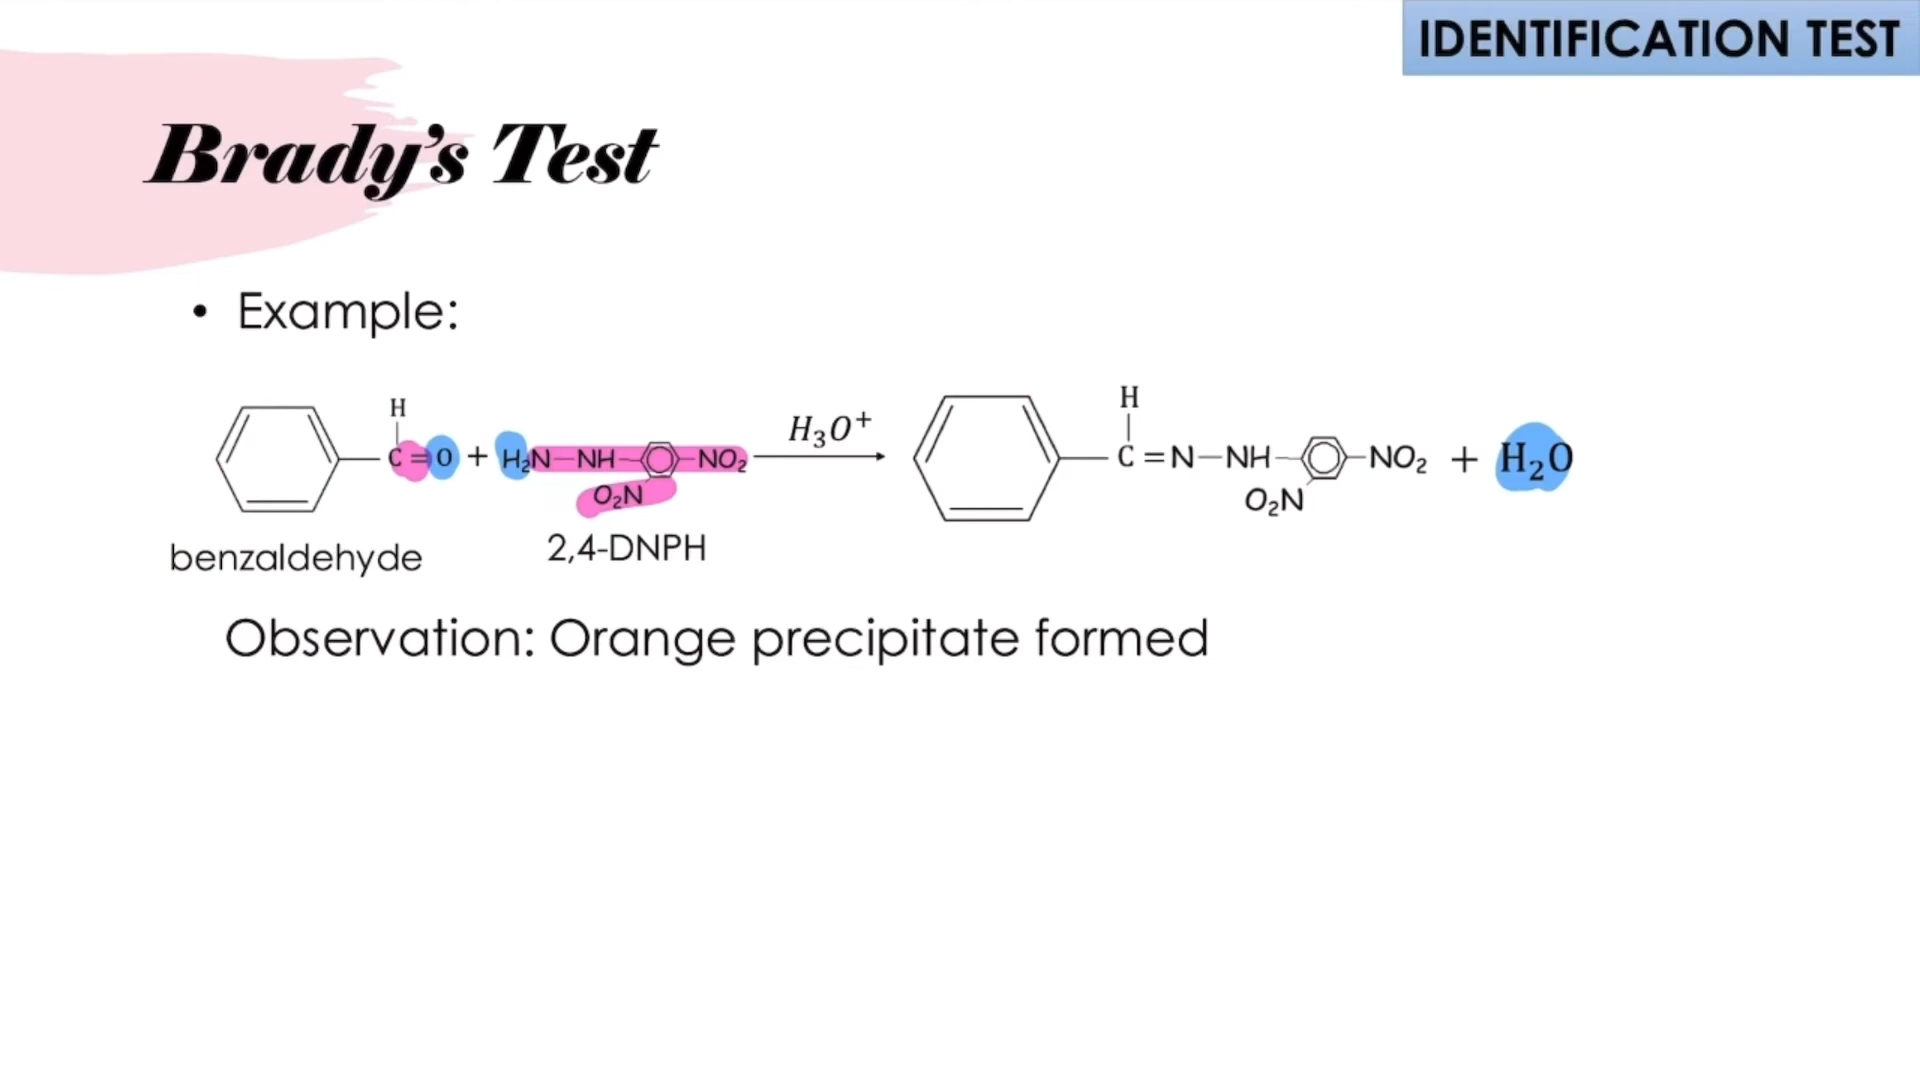 IDENTIFICATION TEST
Brady's Test
• Example:
H
C=O + H₂N—NH— —NO₂
O₂N
H₃O⁺
H
C=N—NH— —NO₂ + H₂O
O₂N
benzaldehyde
2,4-DNPH
Observation: Orange precipitate formed